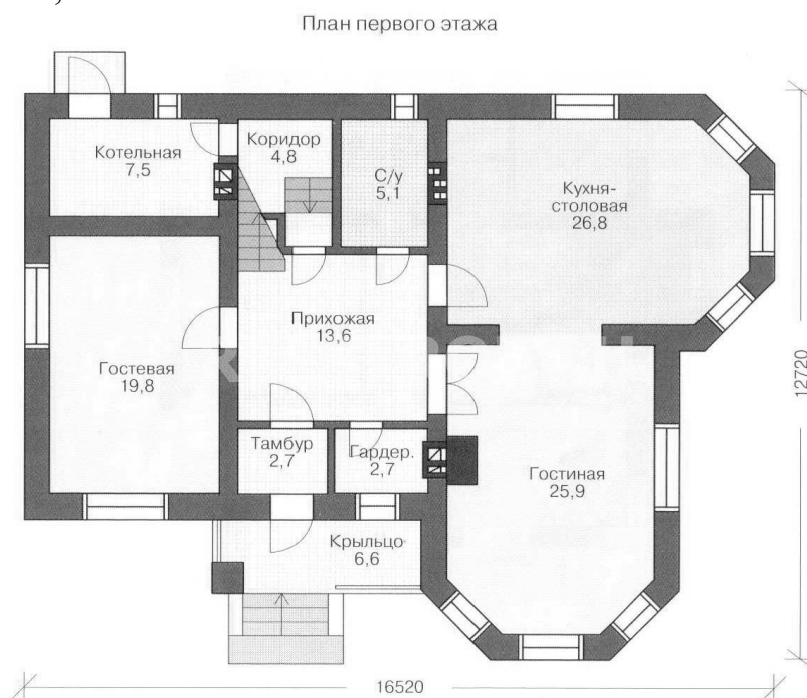 План первого этажа
Котельная
7,5
Коридор
4,8
С/у
5,1
Кухня-
столовая
26,8
Прихожая
13,6
Гостевая
19,8
Тамбур
2,7
Гардер.
2,7
Гостиная
25,9
Крыльцо
6,6
12720
16520